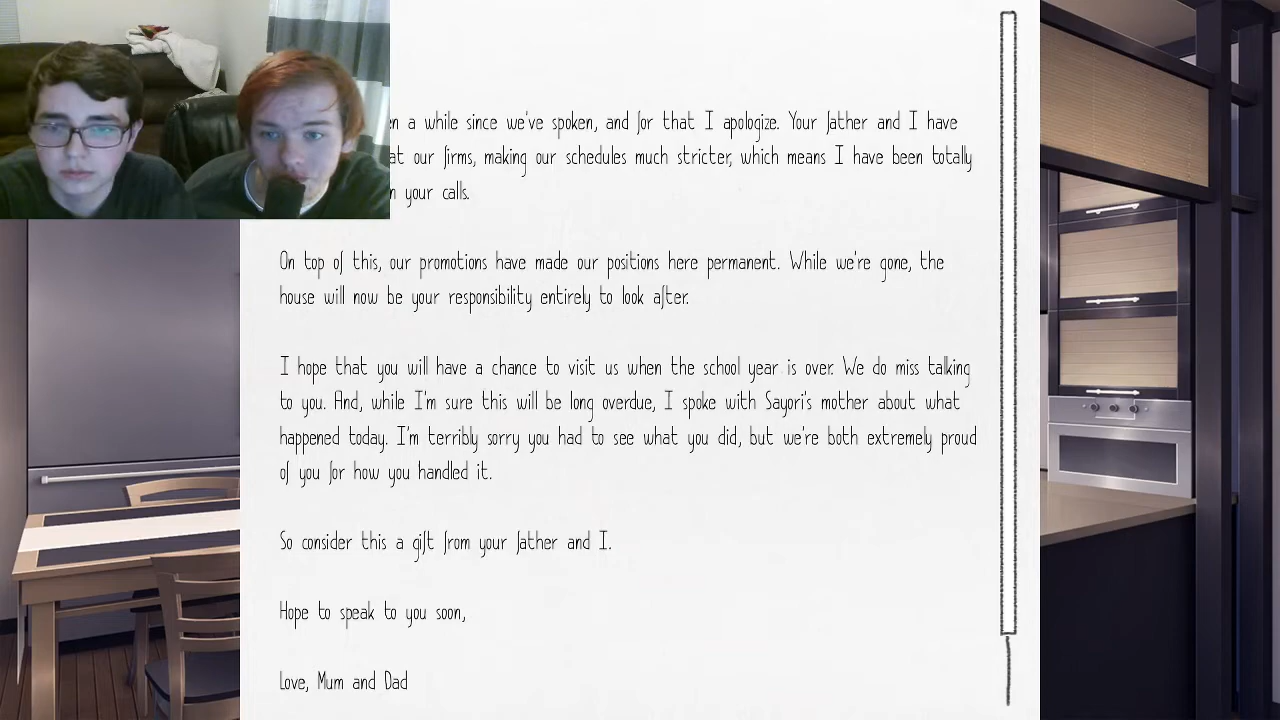 a while since we've spoken, and for that I apologize. Your father and I have
at our firms, making our schedules much stricter, which means I have been totally
your calls.
On top of this, our promotions have made our positions here permanent. While we're gone, the
house will now be your responsibility entirely to look after.
I hope that you will have a chance to visit us when the school year is over. We do miss talking
to you. And, while I'm sure this will be long overdue, I spoke with Sayori's mother about what
happened today. I'm terribly sorry you had to see what you did, but we're both extremely proud
of you for how you handled it.
So consider this a gift from your father and I.
Hope to speak to you soon,
Love, Mum and Dad